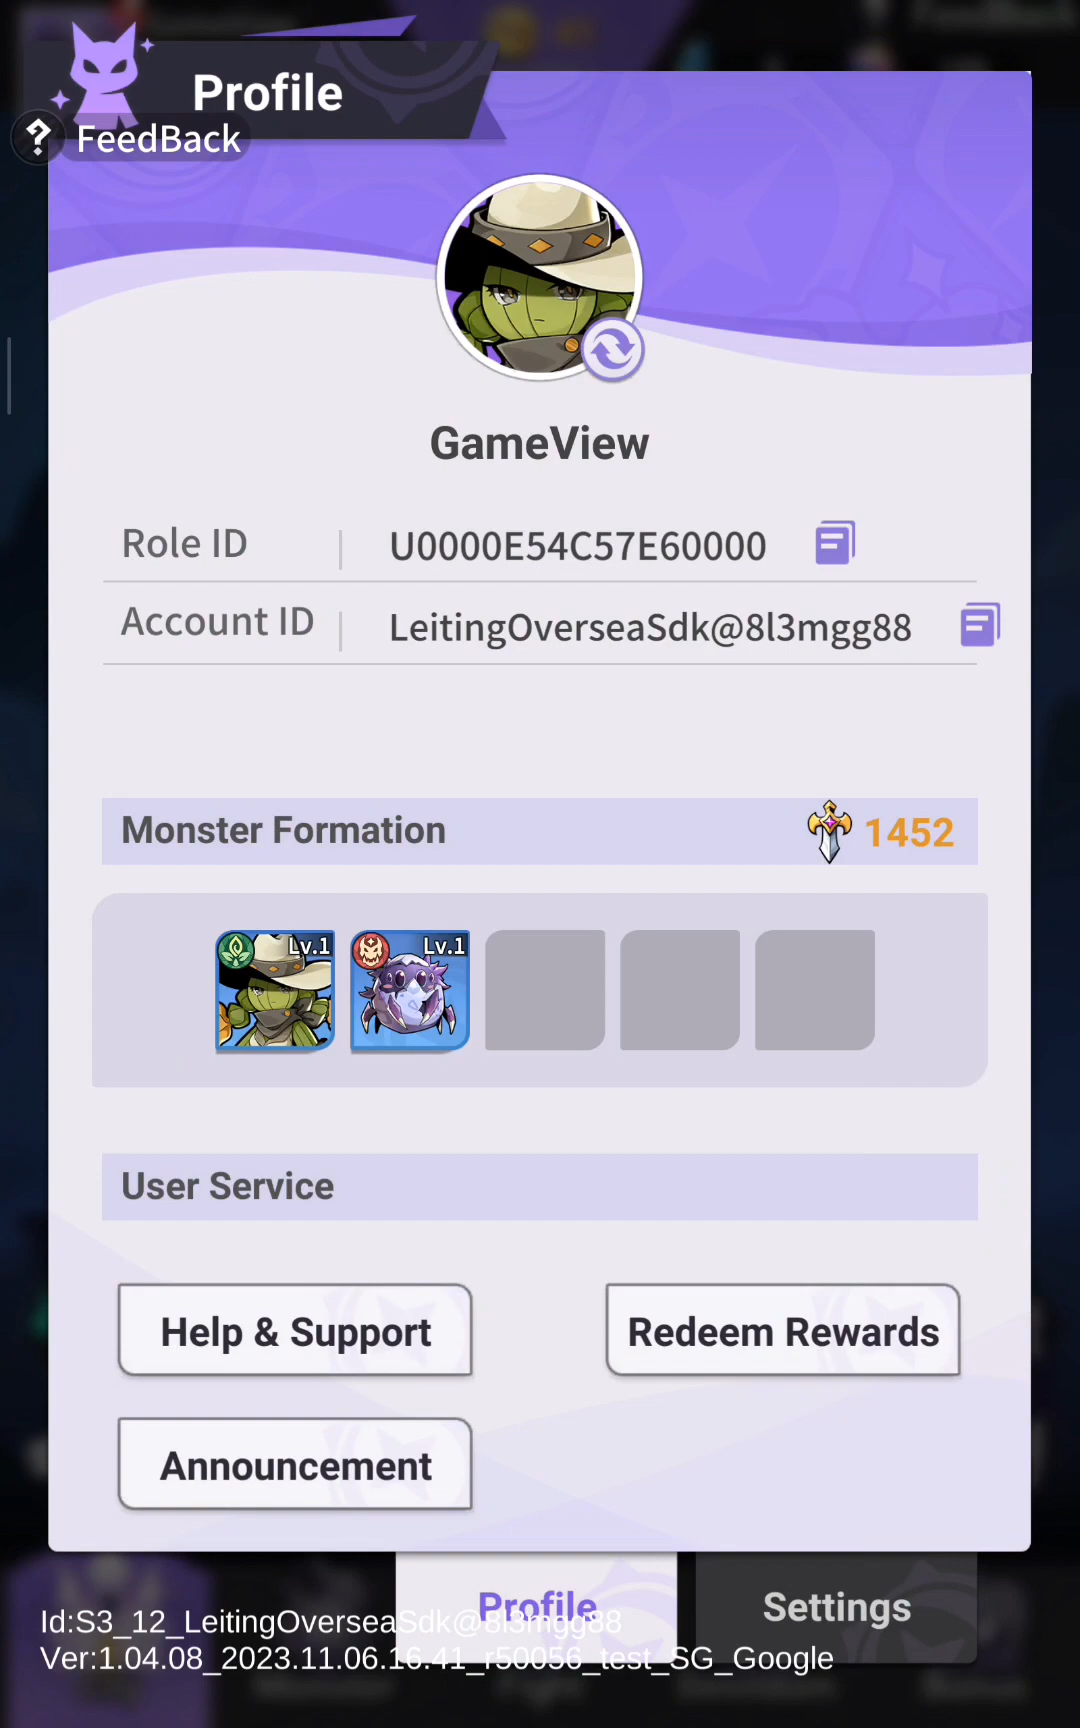 Profile
FeedBack
GameView
Role ID
U0000E54C57E60000
Account ID
LeitingOverseaSdk@8l3mgg88
Monster Formation
1452
Lv.1
Lv.1
User Service
Help & Support
Redeem Rewards
Announcement
Profile
Settings
Id:S3_12_LeitingOverseaSdk@8l3mgg88
Ver:1.04.08_2023.11.06.16.41_r50056_test_SG_Google